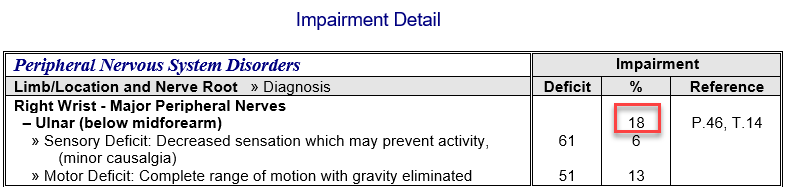 Impairment Detail
Peripheral Nervous System Disorders Impairment
Limb/Location and Nerve Root » Diagnosis Deficit % Reference
Right Wrist - Major Peripheral Nerves
– Ulnar (below midforearm) 18 P.46, T.14
» Sensory Deficit: Decreased sensation which may prevent activity, 61 6
(minor causalgia)
» Motor Deficit: Complete range of motion with gravity eliminated 51 13